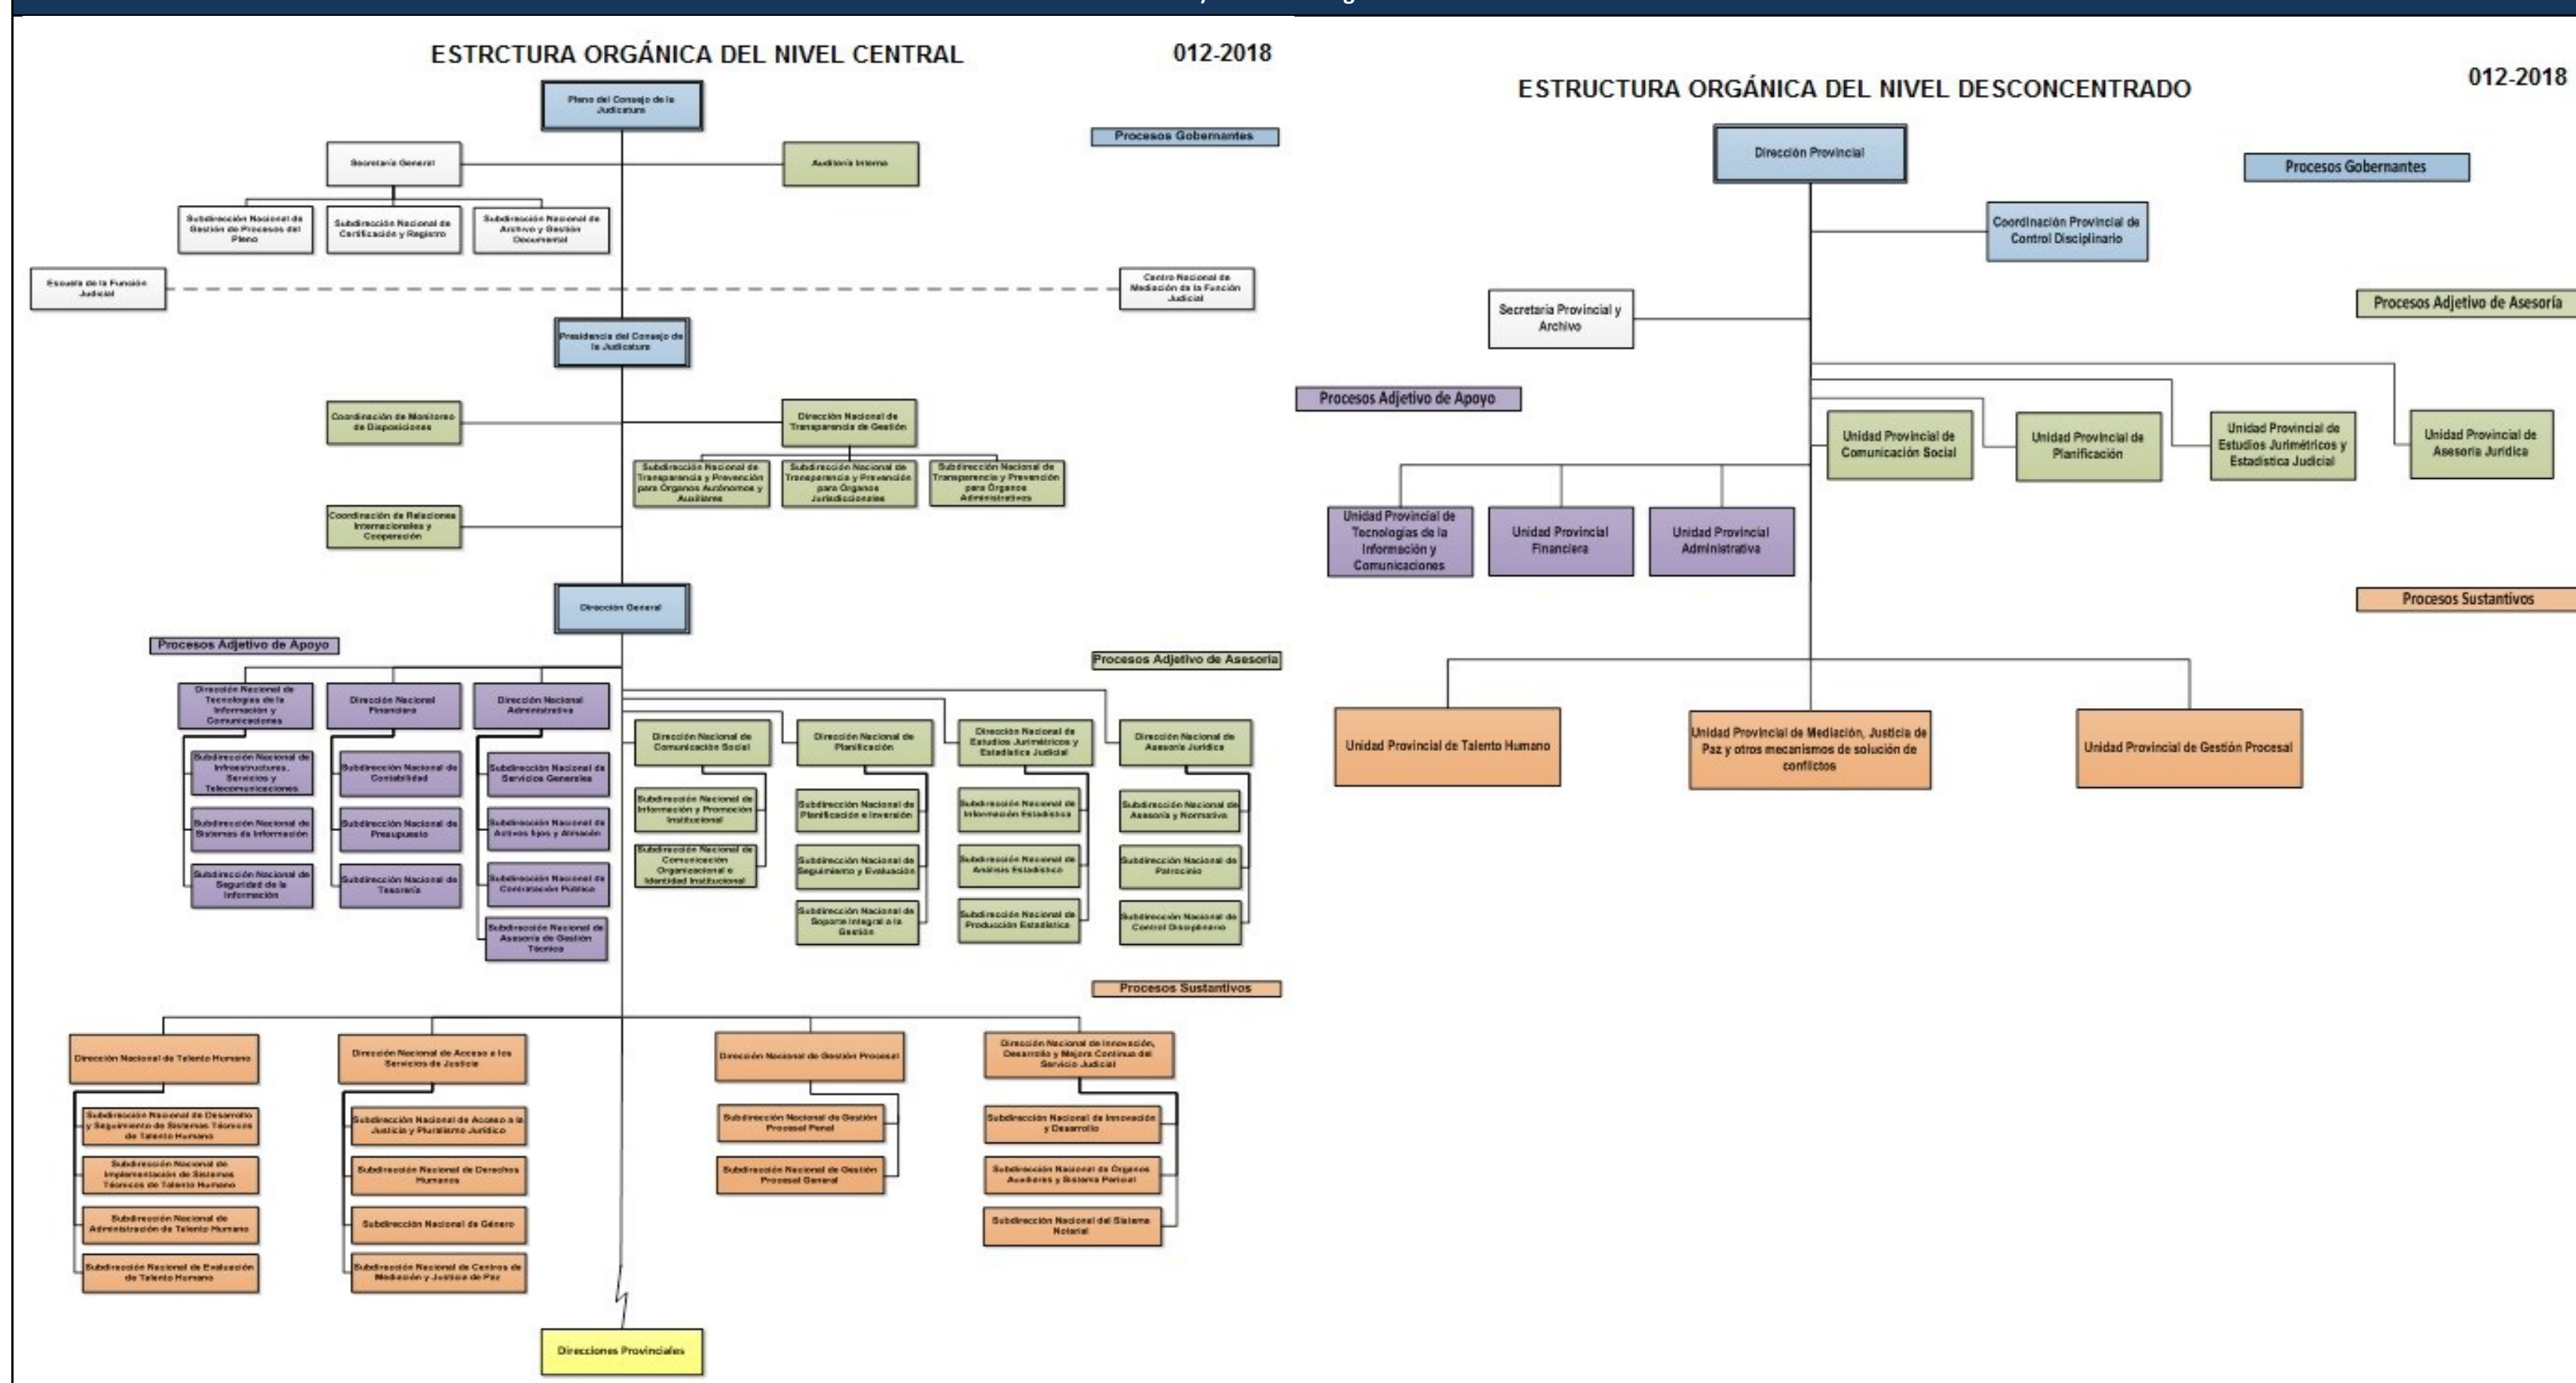 ESTRCTURA ORGÁNICA DEL NIVEL CENTRAL
012-2018
Pleno del Consejo de la
Judicatura
Procesos Gobernantes
Secretaría General
Auditoría Interna
Subdirección Nacional de
Gestión de Procesos del
Pleno
Subdirección Nacional de
Certificación y Registro
Subdirección Nacional de
Archivo y Gestión
Documental
Escuela de la Función
Judicial
Centro Nacional de
Mediación de la Función
Judicial
Presidencia del Consejo de
la Judicatura
Coordinación de Monitoreo
de Disposiciones
Dirección Nacional de
Transparencia de Gestión
Subdirección Nacional de
Transparencia y Prevención
para Órganos Autónomos y
Auxiliares
Subdirección Nacional de
Transparencia y Prevención
para Órganos
Jurisdiccionales
Subdirección Nacional de
Transparencia y Prevención
para Órganos
Administrativos
Coordinación de Relaciones
Internacionales y
Cooperación
Dirección General
Procesos Adjetivo de Apoyo
Procesos Adjetivo de Asesoría
Dirección Nacional de
Tecnologías de la
Información y
Comunicaciones
Dirección Nacional
Financiera
Dirección Nacional
Administrativa
Subdirección Nacional de
Infraestructura,
Servicios y
Telecomunicaciones
Subdirección Nacional de
Sistemas de Información
Subdirección Nacional de
Seguridad de la
Información
Subdirección Nacional de
Contabilidad
Subdirección Nacional de
Presupuesto
Subdirección Nacional de
Tesorería
Subdirección Nacional de
Servicios Generales
Subdirección Nacional de
Activos fijos y Almacén
Subdirección Nacional de
Contratación Pública
Subdirección Nacional de
Asesoría de Gestión
Técnica
Dirección Nacional de
Comunicación Social
Dirección Nacional de
Planificación
Dirección Nacional de
Estudios Jurimétricos y
Estadística Judicial
Dirección Nacional de
Asesoría Jurídica
Subdirección Nacional de
Información y Promoción
Institucional
Subdirección Nacional de
Comunicación
Organizacional e
Identidad Institucional
Subdirección Nacional de
Planificación e Inversión
Subdirección Nacional de
Seguimiento y Evaluación
Subdirección Nacional de
Soporte Integral a la
Gestión
Subdirección Nacional de
Información Estadística
Subdirección Nacional de
Análisis Estadístico
Subdirección Nacional de
Producción Estadística
Subdirección Nacional de
Asesoría y Normativa
Subdirección Nacional de
Patrocinio
Subdirección Nacional de
Control Disciplinario
Procesos Sustantivos
Dirección Nacional de Talento Humano
Dirección Nacional de Acceso a los
Servicios de Justicia
Dirección Nacional de Gestión Procesal
Dirección Nacional de Innovación,
Desarrollo y Mejora Continua del
Servicio Judicial
Subdirección Nacional de Desarrollo
y Seguimiento de Sistemas Técnicos
de Talento Humano
Subdirección Nacional de
Implementación de Sistemas
Técnicos de Talento Humano
Subdirección Nacional de
Administración de Talento Humano
Subdirección Nacional de Evaluación
de Talento Humano
Subdirección Nacional de Acceso a la
Justicia y Pluralismo Jurídico
Subdirección Nacional de Derechos
Humanos
Subdirección Nacional de Género
Subdirección Nacional de Centros de
Mediación y Justicia de Paz
Subdirección Nacional de Gestión
Procesal Penal
Subdirección Nacional de Gestión
Procesal General
Subdirección Nacional de Innovación
y Desarrollo
Subdirección Nacional de Órganos
Auxiliares y Sistema Pericial
Subdirección Nacional del Sistema
Notarial
Direcciones Provinciales
ESTRUCTURA ORGÁNICA DEL NIVEL DESCONCENTRADO
012-2018
Dirección Provincial
Procesos Gobernantes
Coordinación Provincial de
Control Disciplinario
Procesos Adjetivo de Asesoría
Secretaria Provincial y
Archivo
Procesos Adjetivo de Apoyo
Unidad Provincial de
Comunicación Social
Unidad Provincial de
Planificación
Unidad Provincial de
Estudios Jurimétricos y
Estadística Judicial
Unidad Provincial de
Asesoría Jurídica
Unidad Provincial de
Tecnologías de la
Información y
Comunicaciones
Unidad Provincial
Financiera
Unidad Provincial
Administrativa
Procesos Sustantivos
Unidad Provincial de Talento Humano
Unidad Provincial de Mediación, Justicia de
Paz y otros mecanismos de solución de
conflictos
Unidad Provincial de Gestión Procesal